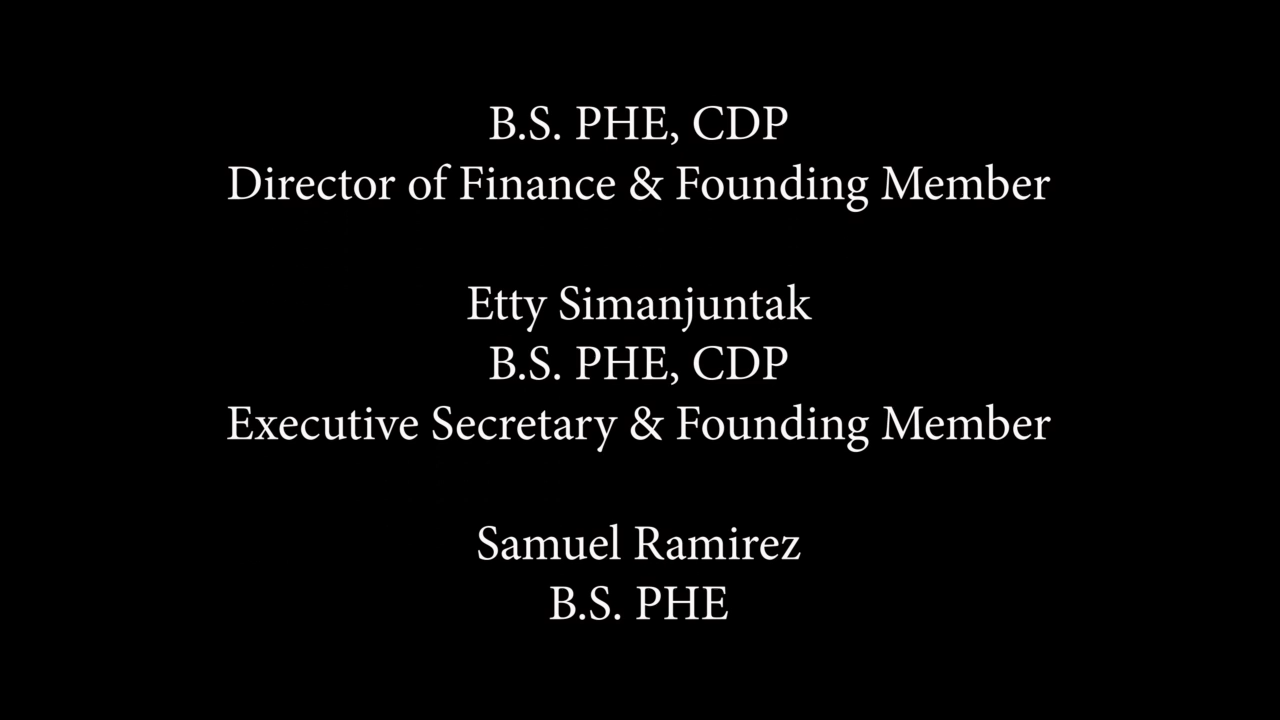 B.S. PHE, CDP
Director of Finance & Founding Member
Etty Simanjuntak
B.S. PHE, CDP
Executive Secretary & Founding Member
Samuel Ramirez
B.S. PHE